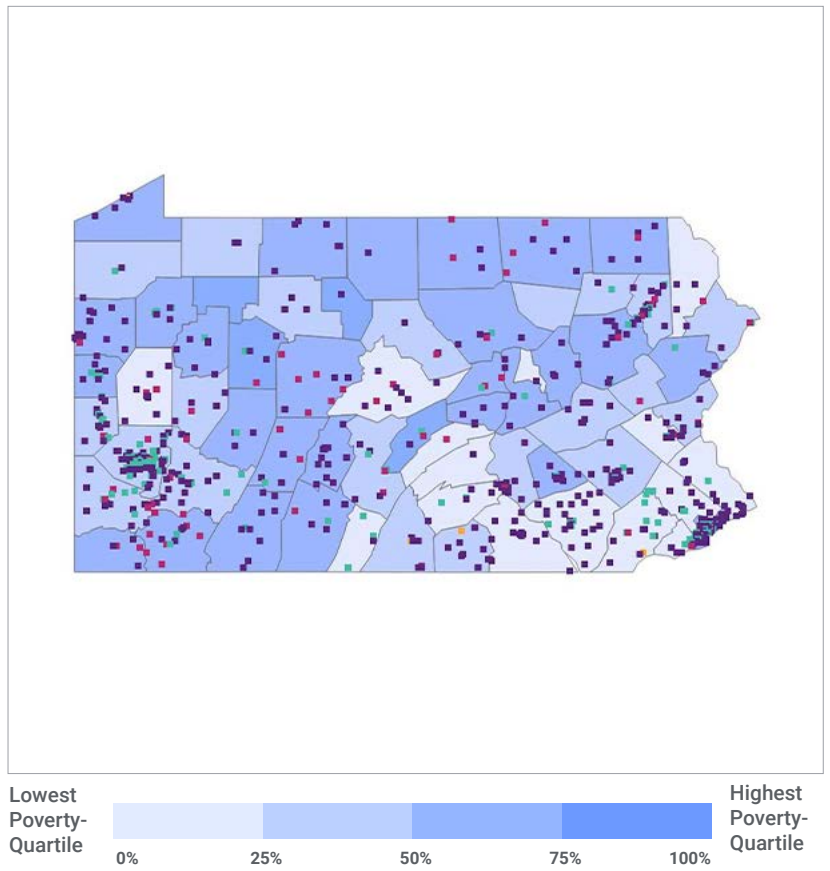 Lowest
Poverty-
Quartile
Highest
Poverty-
Quartile
0%
25%
50%
75%
100%